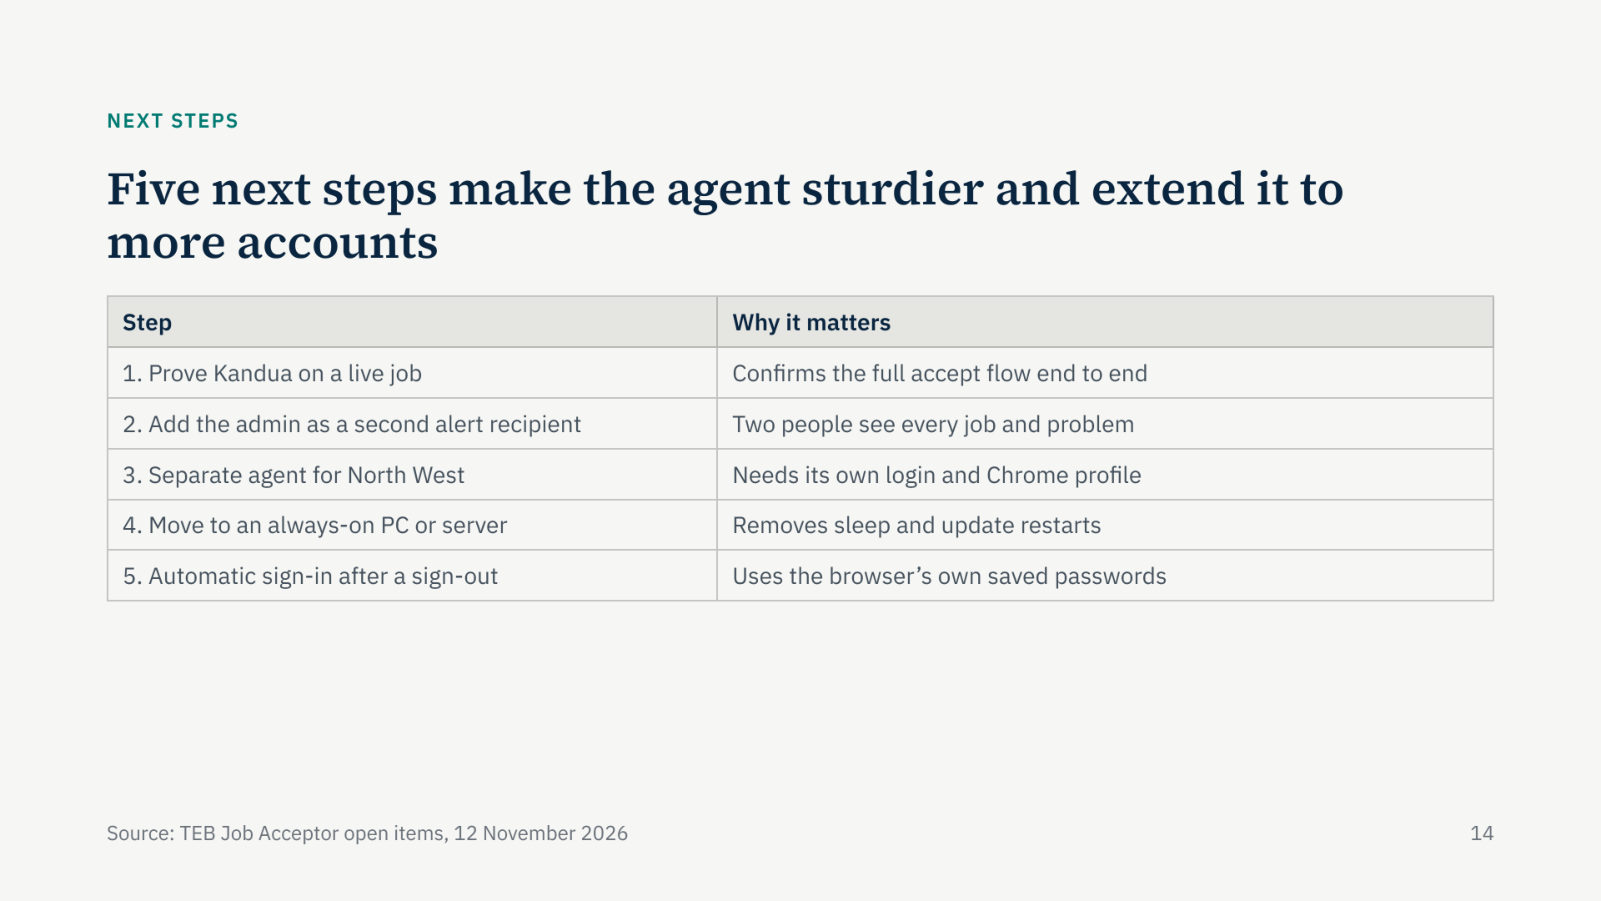 NEXT STEPS
Five next steps make the agent sturdier and extend it to
more accounts
Step
Why it matters
1. Prove Kandua on a live job
Confirms the full accept flow end to end
2. Add the admin as a second alert recipient
Two people see every job and problem
3. Separate agent for North West
Needs its own login and Chrome profile
4. Move to an always-on PC or server
Removes sleep and update restarts
5. Automatic sign-in after a sign-out
Uses the browser’s own saved passwords
Source: TEB Job Acceptor open items, 12 November 2026
14